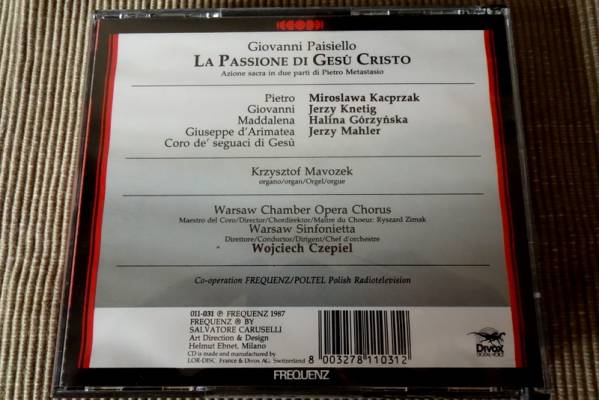 Giovanni Paisiello
LA PASSIONE DI GESÙ CRISTO
Azione sacra in due parti di Pietro Metastasio
Pietro Miroslawa Kacprzak
Giovanni Jerzy Knetig
Maddalena Halina Górzyńska
Giuseppe d'Arimatea Jerzy Mahler
Coro de' seguaci di Gesù
Krzysztof Mavozek
organo/organ/Orgel/orgue
Warsaw Chamber Opera Chorus
Maestro del Coro/Director/Chordirektor/Maître du Choeur: Ryszard Zimak
Warsaw Sinfonietta
Direttore/Conductor/Dirigent/Chef d'orchestre
Wojciech Czepiel
Co-operation FREQUENZ/POLTEL Polish Radiotelevision
011-031 ℗ FREQUENZ 1987
FREQUENZ ® BY
SALVATORE CARUSELLI
Art Direction & Design
Helmut Ebnet, Milano
CD is made and manufactured by
LOR-DISC, France & Divox AG, Switzerland
8 003278 110312
Divox
FREQUENZ